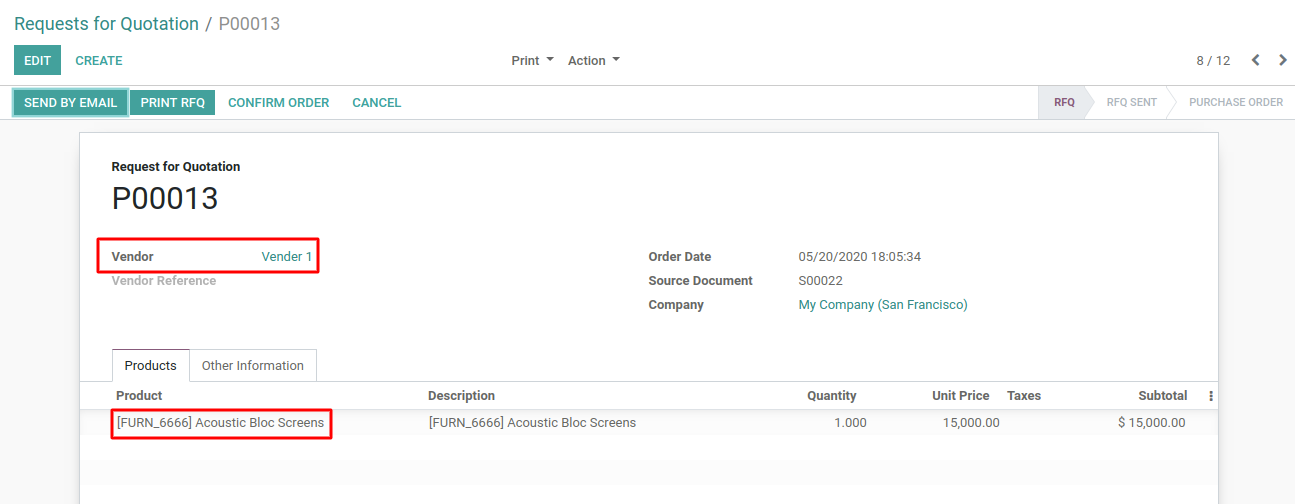 Requests for Quotation / P00013
EDIT CREATE Print Action 8 / 12
SEND BY EMAIL PRINT RFQ CONFIRM ORDER CANCEL RFQ RFQ SENT PURCHASE ORDER
Request for Quotation
P00013
Vendor Vender 1 Order Date 05/20/2020 18:05:34
Vendor Reference Source Document S00022
Company My Company (San Francisco)
Products Other Information
Product Description Quantity Unit Price Taxes Subtotal
[FURN_6666] Acoustic Bloc Screens [FURN_6666] Acoustic Bloc Screens 1.000 15,000.00 $ 15,000.00